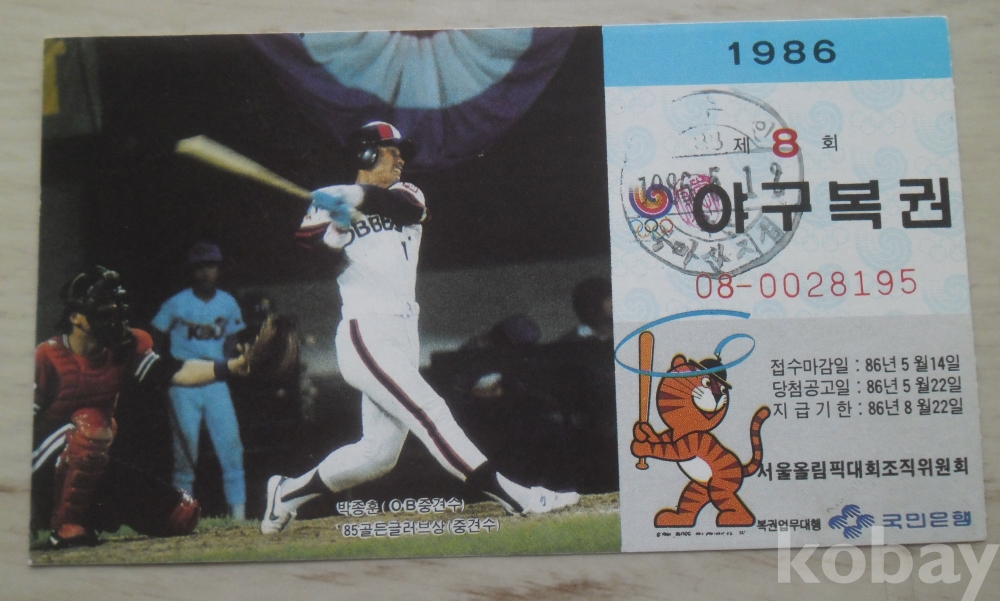 1986
제 8 회
야구복권
08-0028195
OB
1
박종훈(OB중견수)
'85골든글러브상(중견수)
접수마감일 : 86년 5월14일
당첨공고일 : 86년 5월22일
지급기한 : 86년 8월22일
서울올림픽대회조직위원회
복권업무대행 국민은행
kobay